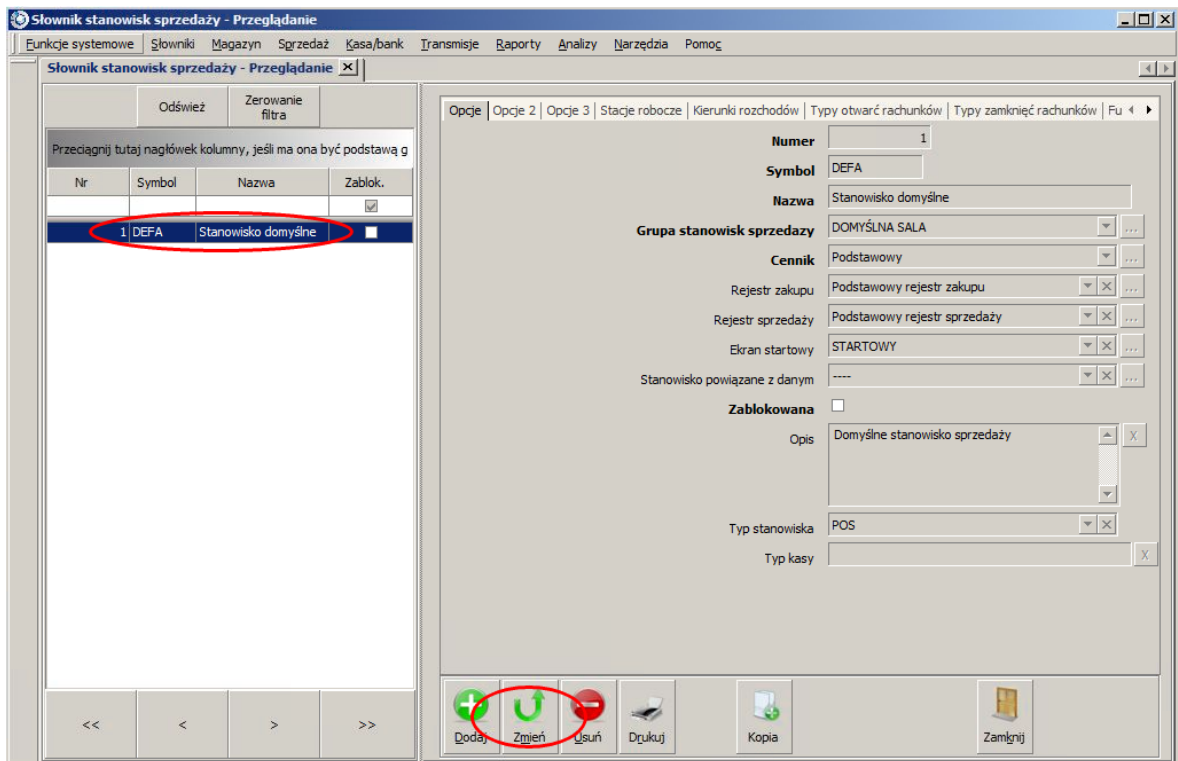 Słownik stanowisk sprzedaży - Przeglądanie
Funkcje systemowe Słowniki Magazyn Sprzedaż Kasa/bank Transmisje Raporty Analizy Narzędzia Pomoc
Słownik stanowisk sprzedaży - Przeglądanie
Odśwież Zerowanie filtra
Przeciągnij tutaj nagłówek kolumny, jeśli ma ona być podstawą g
Nr Symbol Nazwa Zablok.
1 DEFA Stanowisko domyślne
<< < > >>
Opcje Opcje 2 Opcje 3 Stacje robocze Kierunki rozchodów Typy otwarć rachunków Typy zamknięć rachunków Fu
Numer 1
Symbol DEFA
Nazwa Stanowisko domyślne
Grupa stanowisk sprzedazy DOMYŚLNA SALA ...
Cennik Podstawowy ...
Rejestr zakupu Podstawowy rejestr zakupu ...
Rejestr sprzedaży Podstawowy rejestr sprzedaży ...
Ekran startowy STARTOWY ...
Stanowisko powiązane z danym ---- ...
Zablokowana
Opis Domyślne stanowisko sprzedaży X
Typ stanowiska POS
Typ kasy X
Dodaj Zmień Usuń Drukuj Kopia Zamknij